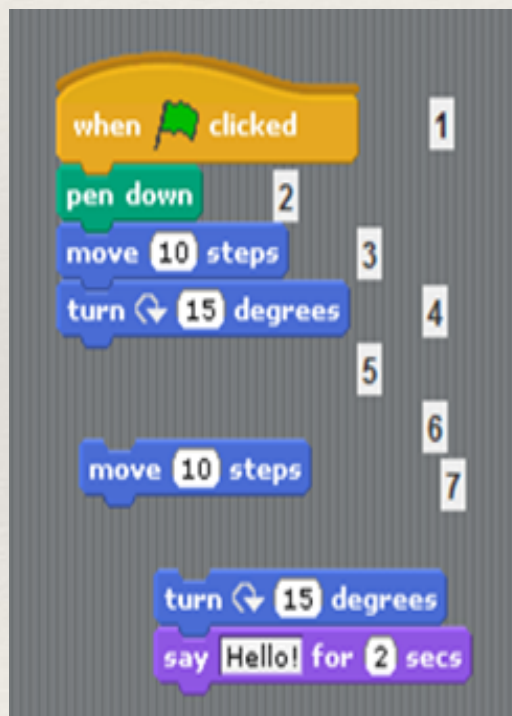 when clicked 1
pen down 2
move 10 steps 3
turn 15 degrees 4
5
6
move 10 steps 7
turn 15 degrees
say Hello! for 2 secs